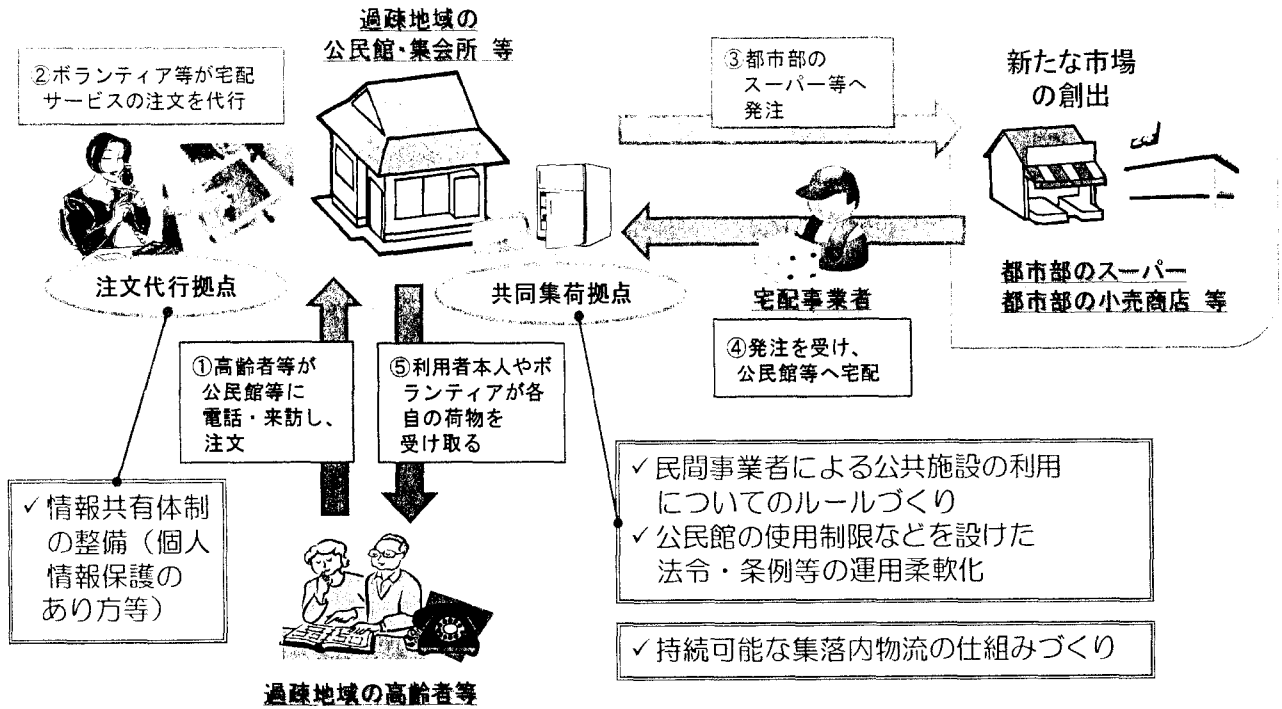 過疎地域の
公民館・集会所 等
②ボランティア等が宅配
サービスの注文を代行
③都市部の
スーパー等へ
発注
新たな市場
の創出
注文代行拠点
共同集荷拠点
宅配事業者
都市部のスーパー
都市部の小売商店 等
④発注を受け、
公民館等へ宅配
①高齢者等が
公民館等に
電話・来訪し、
注文
⑤利用者本人やボ
ランティアが各
自の荷物を
受け取る
✓ 情報共有体制
の整備（個人
情報保護の
あり方等）
✓ 民間事業者による公共施設の利用
についてのルールづくり
✓ 公民館の使用制限などを設けた
法令・条例等の運用柔軟化
✓ 持続可能な集落内物流の仕組みづくり
過疎地域の高齢者等